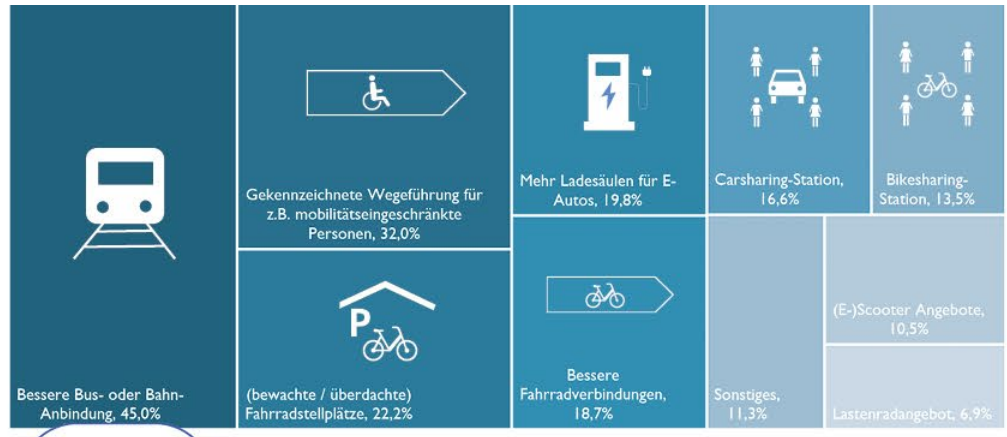 Bessere Bus- oder Bahn-
Anbindung, 45,0%
Gekennzeichnete Wegeführung für
z.B. mobilitätseingeschränkte
Personen, 32,0%
P
(bewachte / überdachte)
Fahrradstellplätze, 22,2%
Mehr Ladesäulen für E-
Autos, 19,8%
Bessere
Fahrradverbindungen,
18,7%
Carsharing-Station,
16,6%
Bikesharing-
Station, 13,5%
Sonstiges,
11,3%
(E-)Scooter Angebote,
10,5%
Lastenradangebot, 6,9%